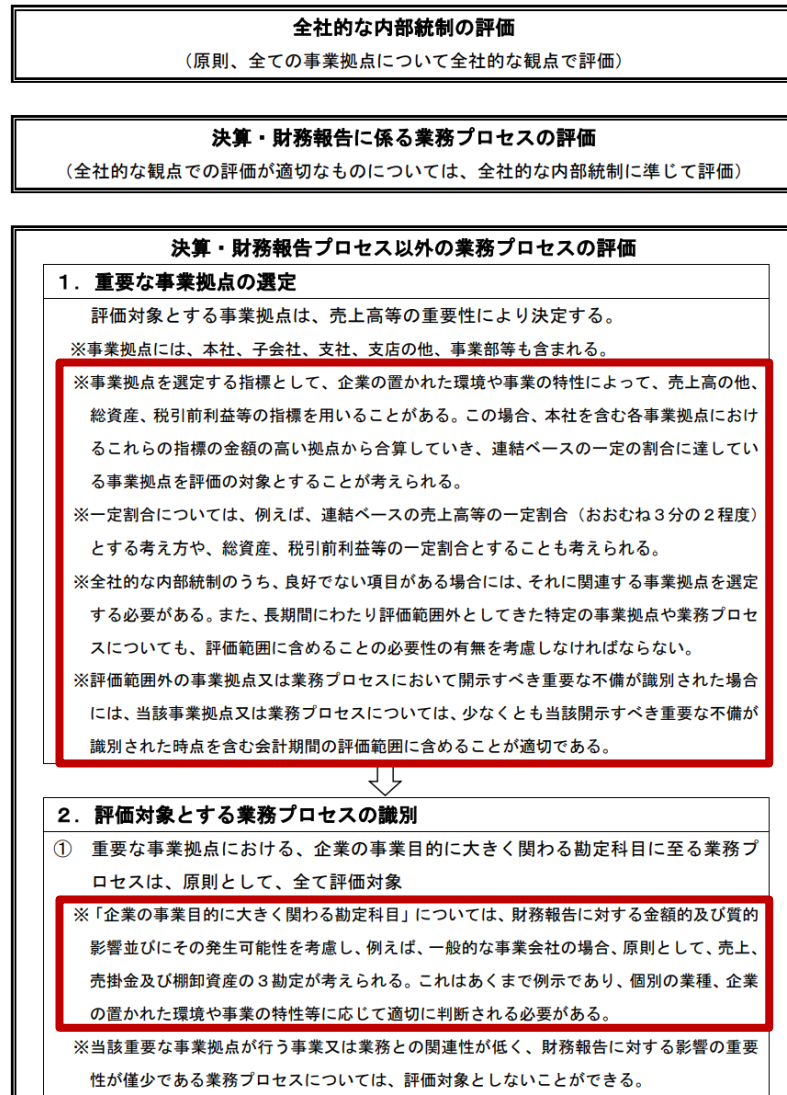 全社的な内部統制の評価
（原則、全ての事業拠点について全社的な観点で評価）
決算・財務報告に係る業務プロセスの評価
（全社的な観点での評価が適切なものについては、全社的な内部統制に準じて評価）
決算・財務報告プロセス以外の業務プロセスの評価
１．重要な事業拠点の選定
評価対象とする事業拠点は、売上高等の重要性により決定する。
※事業拠点には、本社、子会社、支社、支店の他、事業部等も含まれる。
※事業拠点を選定する指標として、企業の置かれた環境や事業の特性によって、売上高の他、
総資産、税引前利益等の指標を用いることがある。この場合、本社を含む各事業拠点におけ
るこれらの指標の金額の高い拠点から合算していき、連結ベースの一定の割合に達してい
る事業拠点を評価の対象とすることが考えられる。
※一定割合については、例えば、連結ベースの売上高等の一定割合（おおむね３分の２程度）
とする考え方や、総資産、税引前利益等の一定割合とすることも考えられる。
※全社的な内部統制のうち、良好でない項目がある場合には、それに関連する事業拠点を選定
する必要がある。また、長期間にわたり評価範囲外としてきた特定の事業拠点や業務プロセ
スについても、評価範囲に含めることの必要性の有無を考慮しなければならない。
※評価範囲外の事業拠点又は業務プロセスにおいて開示すべき重要な不備が識別された場合
には、当該事業拠点又は業務プロセスについては、少なくとも当該開示すべき重要な不備が
識別された時点を含む会計期間の評価範囲に含めることが適切である。
２．評価対象とする業務プロセスの識別
① 重要な事業拠点における、企業の事業目的に大きく関わる勘定科目に至る業務プ
ロセスは、原則として、全て評価対象
※「企業の事業目的に大きく関わる勘定科目」については、財務報告に対する金額的及び質的
影響並びにその発生可能性を考慮し、例えば、一般的な事業会社の場合、原則として、売上、
売掛金及び棚卸資産の３勘定が考えられる。これはあくまで例示であり、個別の業種、企業
の置かれた環境や事業の特性等に応じて適切に判断される必要がある。
※当該重要な事業拠点が行う事業又は業務との関連性が低く、財務報告に対する影響の重要
性が僅少である業務プロセスについては、評価対象としないことができる。